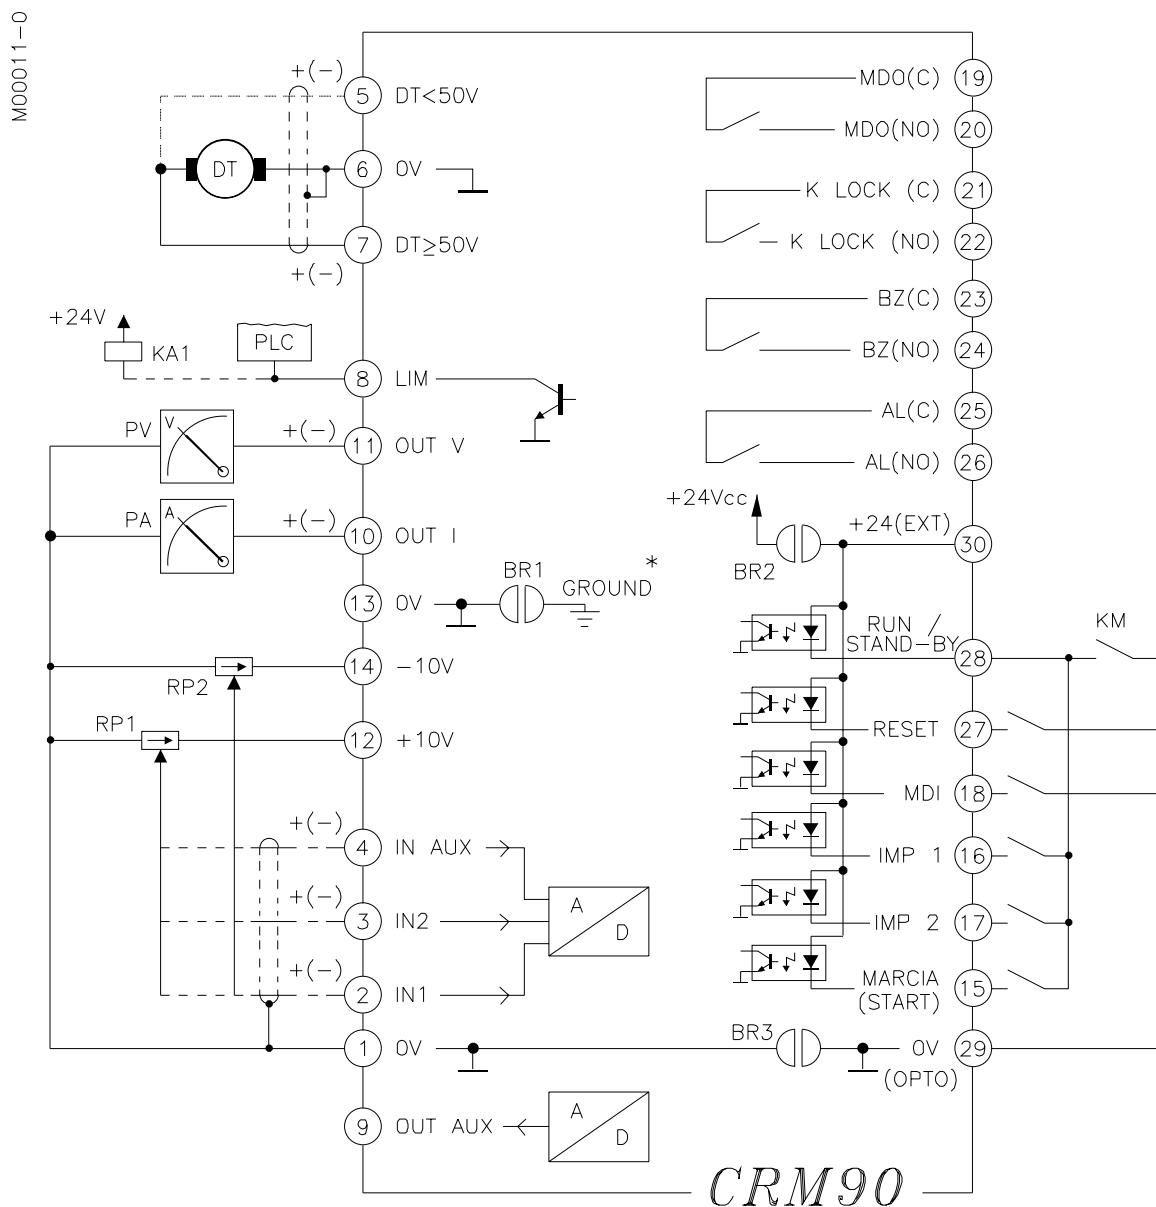 M00011-0
+(-)
5 DT<50V
DT
6 0V
7 DT≥50V
+(-)
+24V
KA1
PLC
8 LIM
PV
V
+(-)
11 OUT V
PA
A
+(-)
10 OUT I
13 0V
BR1
GROUND *
14 -10V
RP2
RP1
12 +10V
+(-)
4 IN AUX
+(-)
3 IN2
A
D
+(-)
2 IN1
1 0V
9 OUT AUX
A
D
MDO(C) 19
MDO(NO) 20
K LOCK (C) 21
K LOCK (NO) 22
BZ(C) 23
BZ(NO) 24
AL(C) 25
AL(NO) 26
+24Vcc
+24(EXT) 30
BR2
RUN /
STAND-BY 28
KM
RESET 27
MDI 18
IMP 1 16
IMP 2 17
MARCIA
(START) 15
BR3
0V 29
(OPTO)
CRM90